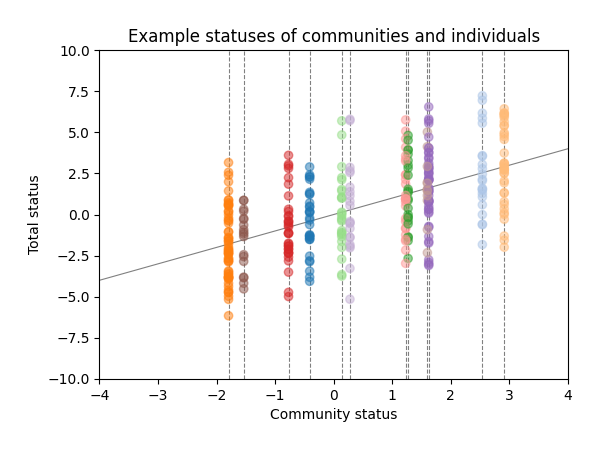 Example statuses of communities and individuals
10.0
7.5
5.0
2.5
0.0
−2.5
−5.0
−7.5
−10.0
Total status
−4 −3 −2 −1 0 1 2 3 4
Community status